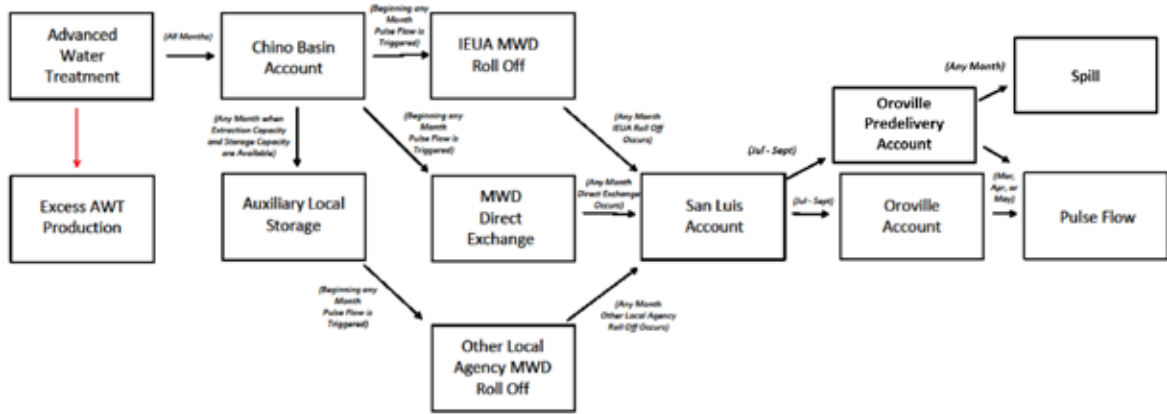 Advanced
Water
Treatment
(All Months)
Chino Basin
Account
(Beginning any
Month
Pulse Flow is
Triggered)
IEUA MWD
Roll Off
(Any Month)
Spill
Oroville
Predelivery
Account
(Any Month when
Extraction Capacity
and Storage Capacity
are Available)
(Beginning any
Month
Pulse Flow is
Triggered)
(Any Month
IEUA Roll Off
Occurs)
(Jul - Sept)
Excess AWT
Production
Auxiliary Local
Storage
MWD
Direct
Exchange
(Any Month
Direct Exchange
Occurs)
San Luis
Account
(Jul - Sept)
Oroville
Account
(Mar,
Apr, or
May)
Pulse Flow
(Beginning any
Month
Pulse Flow is
Triggered)
(Any Month
Other Local Agency
Roll Off Occurs)
Other Local
Agency MWD
Roll Off